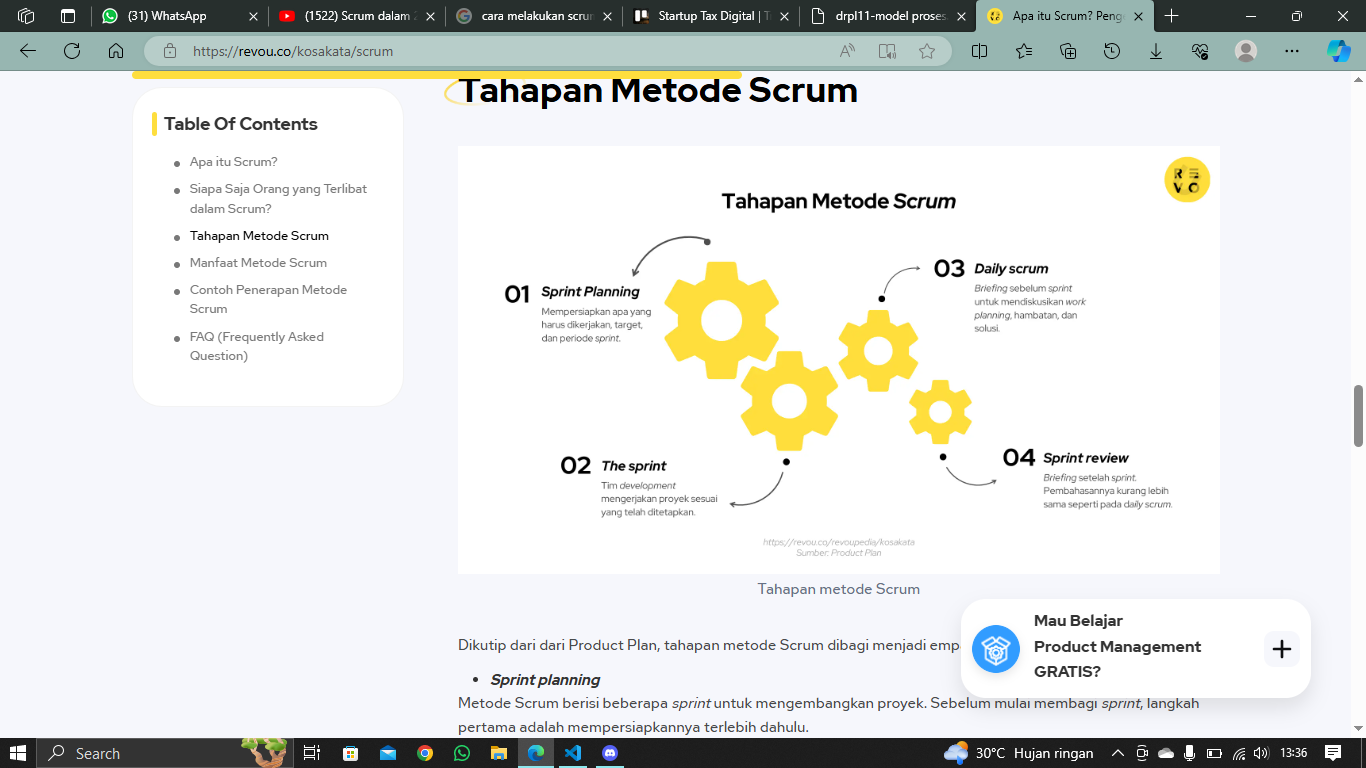 (31) WhatsApp
(1522) Scrum dalam 2
cara melakukan scrum
Startup Tax Digital | T
drpl11-model proses
Apa itu Scrum? Penge
https://revou.co/kosakata/scrum
Table Of Contents
Apa itu Scrum?
Siapa Saja Orang yang Terlibat
dalam Scrum?
Tahapan Metode Scrum
Manfaat Metode Scrum
Contoh Penerapan Metode
Scrum
FAQ (Frequently Asked
Question)
Tahapan Metode Scrum
RE
VO
Tahapan Metode Scrum
01 Sprint Planning
Mempersiapkan apa yang
harus dikerjakan, target,
dan periode sprint.
03 Daily scrum
Briefing sebelum sprint
untuk mendiskusikan work
planning, hambatan, dan
solusi.
02 The sprint
Tim development
mengerjakan proyek sesuai
yang telah ditetapkan.
04 Sprint review
Briefing setelah sprint.
Pembahasannya kurang lebih
sama seperti pada daily scrum.
https://revou.co/revoupedia/kosakata
Sumber: Product Plan
Tahapan metode Scrum
Dikutip dari dari Product Plan, tahapan metode Scrum dibagi menjadi emp
Sprint planning
Metode Scrum berisi beberapa sprint untuk mengembangkan proyek. Sebelum mulai membagi sprint, langkah
pertama adalah mempersiapkannya terlebih dahulu.
Mau Belajar
Product Management
GRATIS?
Search
30°C Hujan ringan
13:36